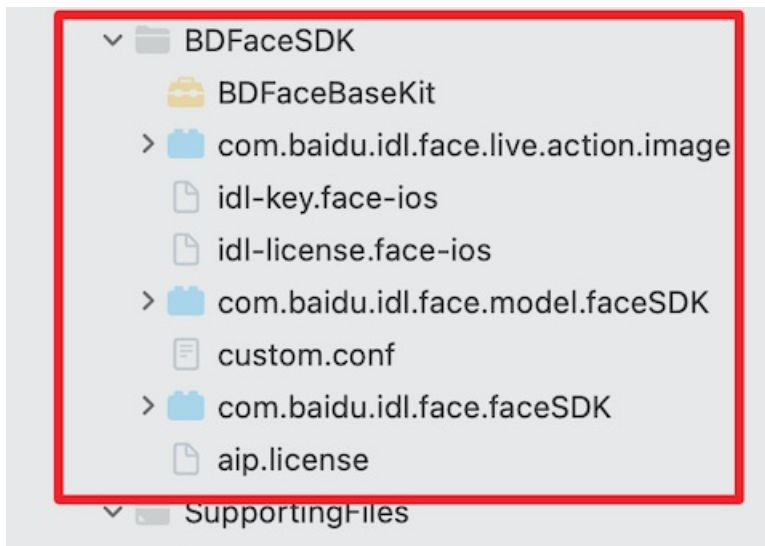 BDFaceSDK
BDFaceBaseKit
com.baidu.idl.face.live.action.image
idl-key.face-ios
idl-license.face-ios
com.baidu.idl.face.model.faceSDK
custom.conf
com.baidu.idl.face.faceSDK
aip.license
SupportingFiles